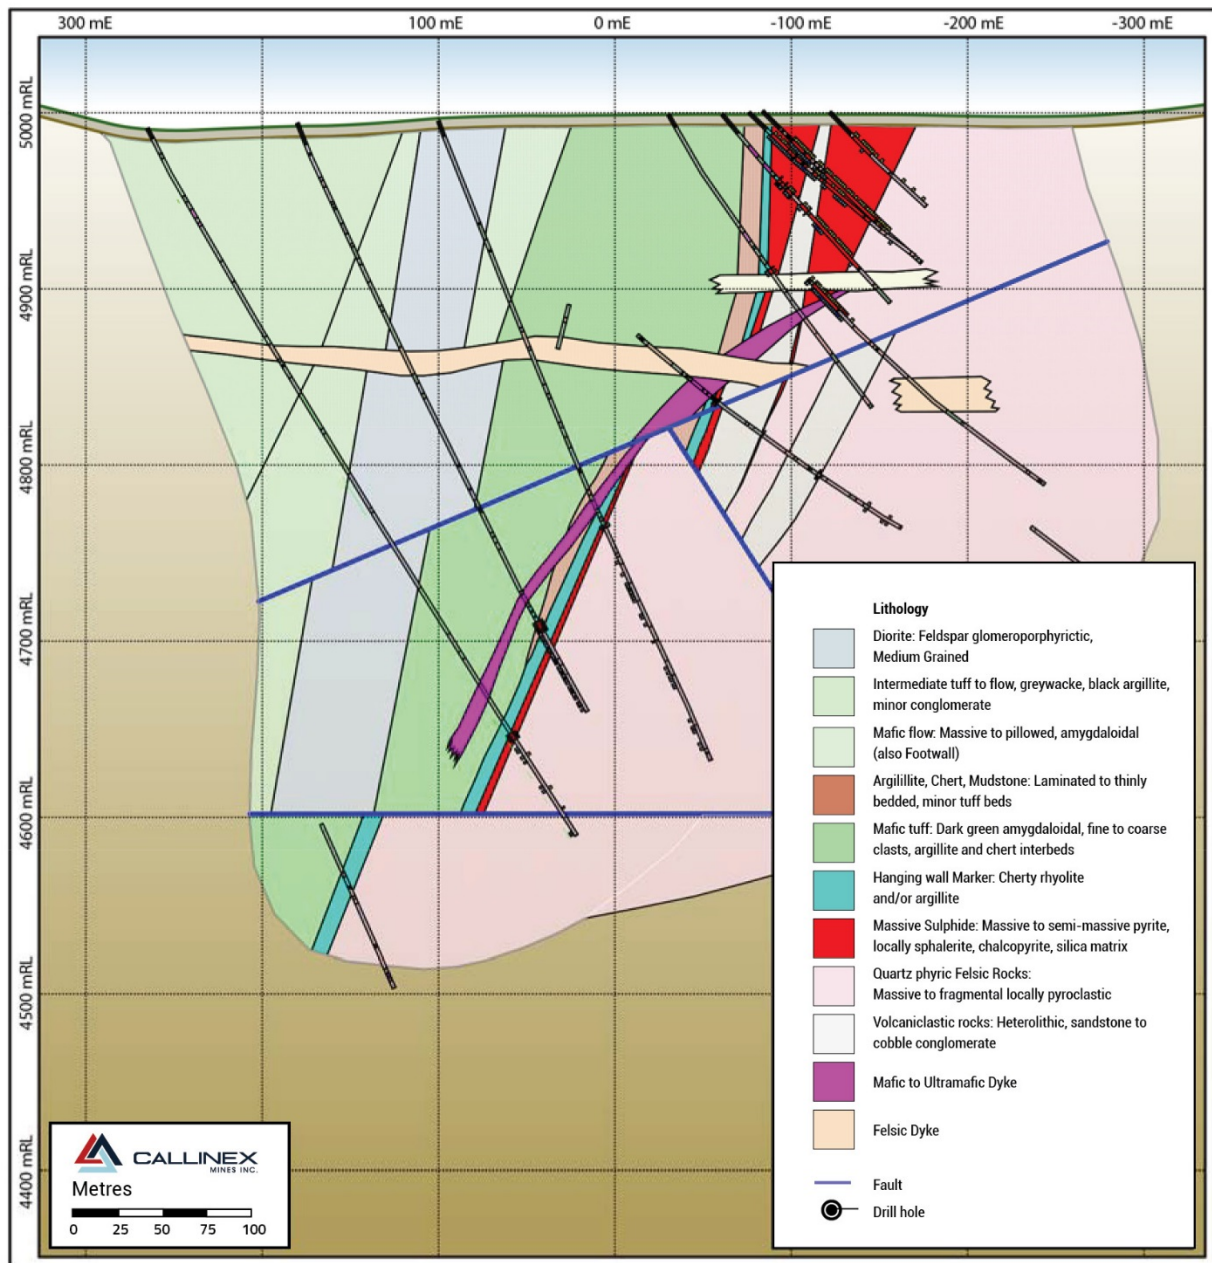 300 mE 100 mE 0 mE -100 mE -200 mE -300 mE
5000 mRL
4900 mRL
4800 mRL
4700 mRL
4600 mRL
4500 mRL
4400 mRL
Lithology
Diorite: Feldspar glomeroporphyrictic,
Medium Grained
Intermediate tuff to flow, greywacke, black argillite,
minor conglomerate
Mafic flow: Massive to pillowed, amygdaloidal
(also Footwall)
Argilillite, Chert, Mudstone: Laminated to thinly
bedded, minor tuff beds
Mafic tuff: Dark green amygdaloidal, fine to coarse
clasts, argillite and chert interbeds
Hanging wall Marker: Cherty rhyolite
and/or argillite
Massive Sulphide: Massive to semi-massive pyrite,
locally sphalerite, chalcopyrite, silica matrix
Quartz phyric Felsic Rocks:
Massive to fragmental locally pyroclastic
Volcaniclastic rocks: Heterolithic, sandstone to
cobble conglomerate
Mafic to Ultramafic Dyke
Felsic Dyke
Fault
Drill hole
CALLINEX
MINES INC.
Metres
0 25 50 75 100